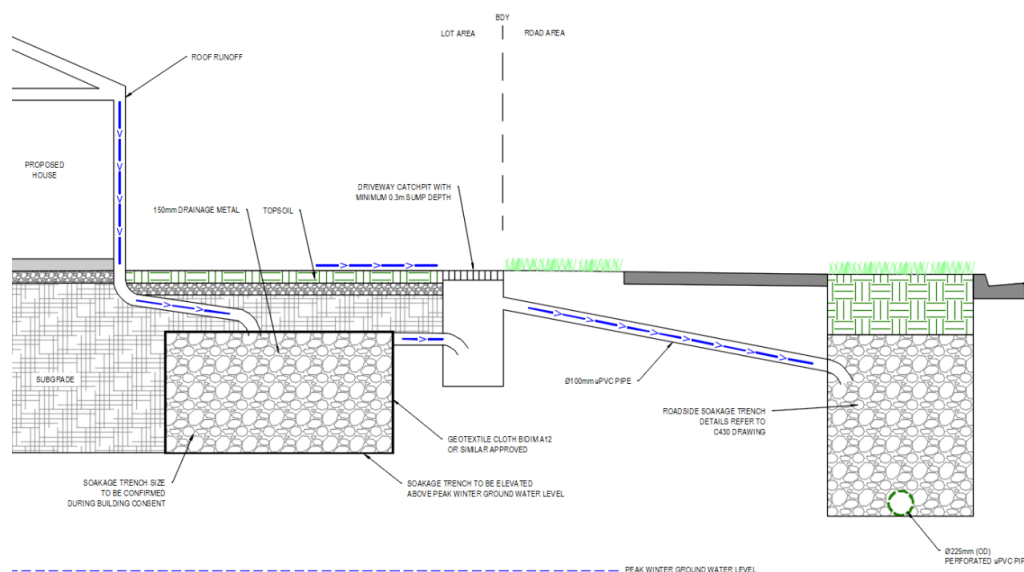 BDY
LOT AREA
ROAD AREA
ROOF RUNOFF
PROPOSED
HOUSE
DRIVEWAY CATCHPIT WITH
MINIMUM 0.3m SUMP DEPTH
150mm DRAINAGE METAL
TOPSOIL
SUBGRADE
Ø100mm uPVC PIPE
ROADSIDE SOAKAGE TRENCH
DETAILS REFER TO
C430 DRAWING
GEOTEXTILE CLOTH BIDIM A12
OR SIMILAR APPROVED
SOAKAGE TRENCH SIZE
TO BE CONFIRMED
DURING BUILDING CONSENT
SOAKAGE TRENCH TO BE ELEVATED
ABOVE PEAK WINTER GROUND WATER LEVEL
Ø225mm (OD)
PERFORATED uPVC PIP
PEAK WINTER GROUND WATER LEVEL